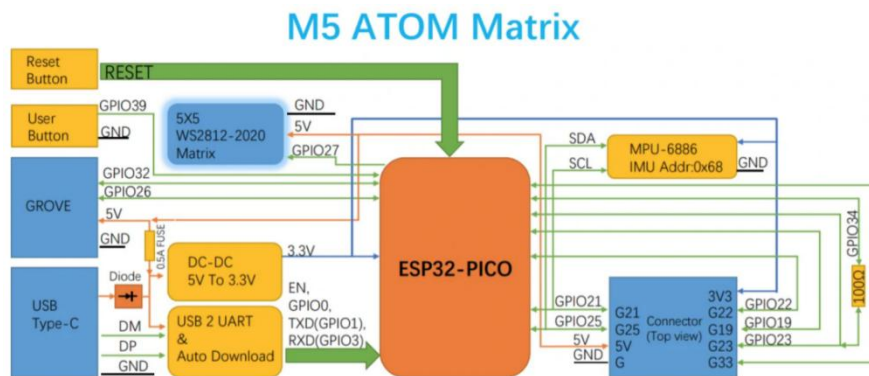 M5 ATOM Matrix
Reset
Button
RESET
User
Button
GPIO39
GND
5X5
WS2812-2020
Matrix
GND
5V
GPIO27
SDA
SCL
MPU-6886
IMU Addr:0x68
GND
GROVE
GPIO32
GPIO26
5V
GND
0.5A FUSE
DC-DC
5V To 3.3V
3.3V
ESP32-PICO
GPIO34
100Ω
USB
Type-C
Diode
DM
DP
GND
USB 2 UART
&
Auto Download
EN,
GPIO0,
TXD(GPIO1),
RXD(GPIO3)
GPIO21
GPIO25
5V
GND
G21
G25
5V
G
Connector
(Top view)
3V3
G22
G19
G23
G33
GPIO22
GPIO19
GPIO23